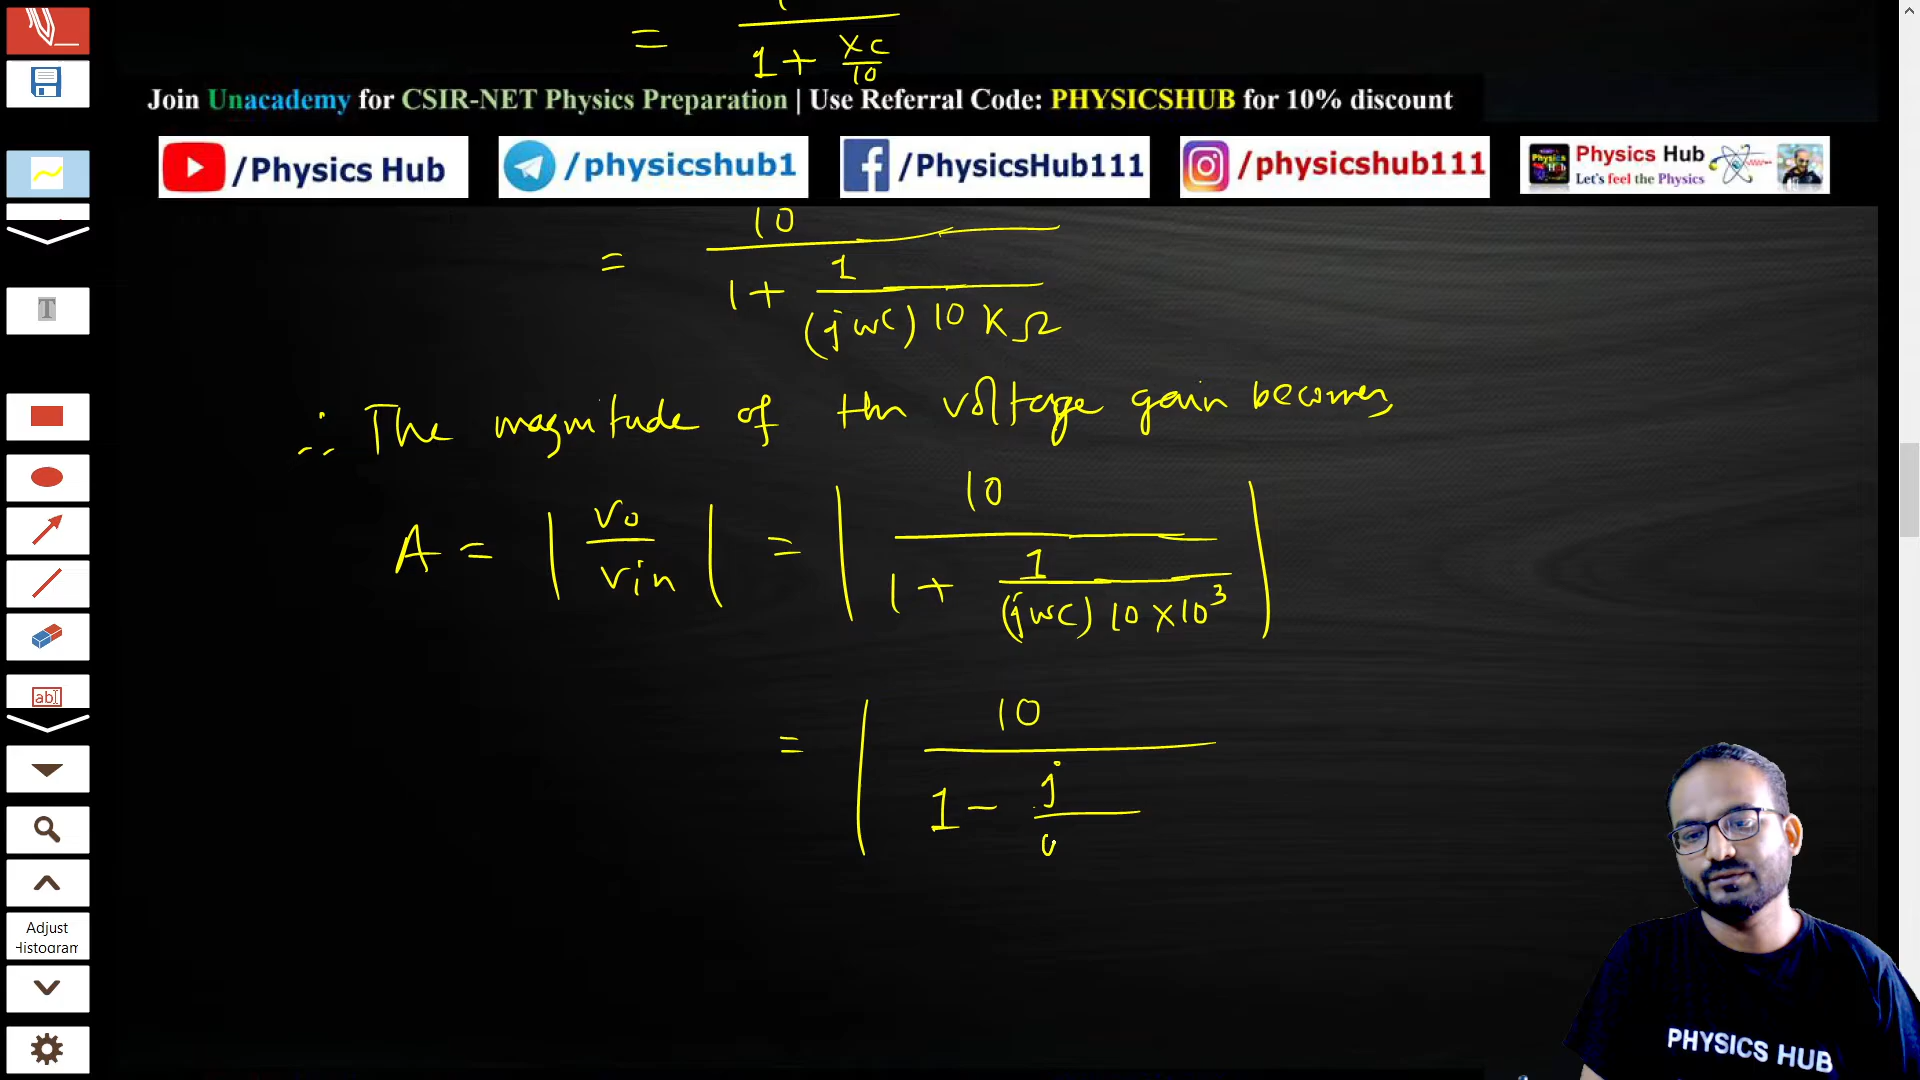 = 1 + Xc/10
Join Unacademy for CSIR-NET Physics Preparation | Use Referral Code: PHYSICSHUB for 10% discount
/Physics Hub
/physicshub1
/PhysicsHub111
/physicshub111
Physics Hub
Let's feel the Physics
= 10 / (1 + 1/((jωc) 10 KΩ))
∴ The magnitude of the voltage gain becomes
A = | vo/vin | = | 10 / (1 + 1/((jωc) 10 × 10³)) |
= | 10 / (1 - j/
T
ab
Adjust
Histogram
PHYSICS HUB